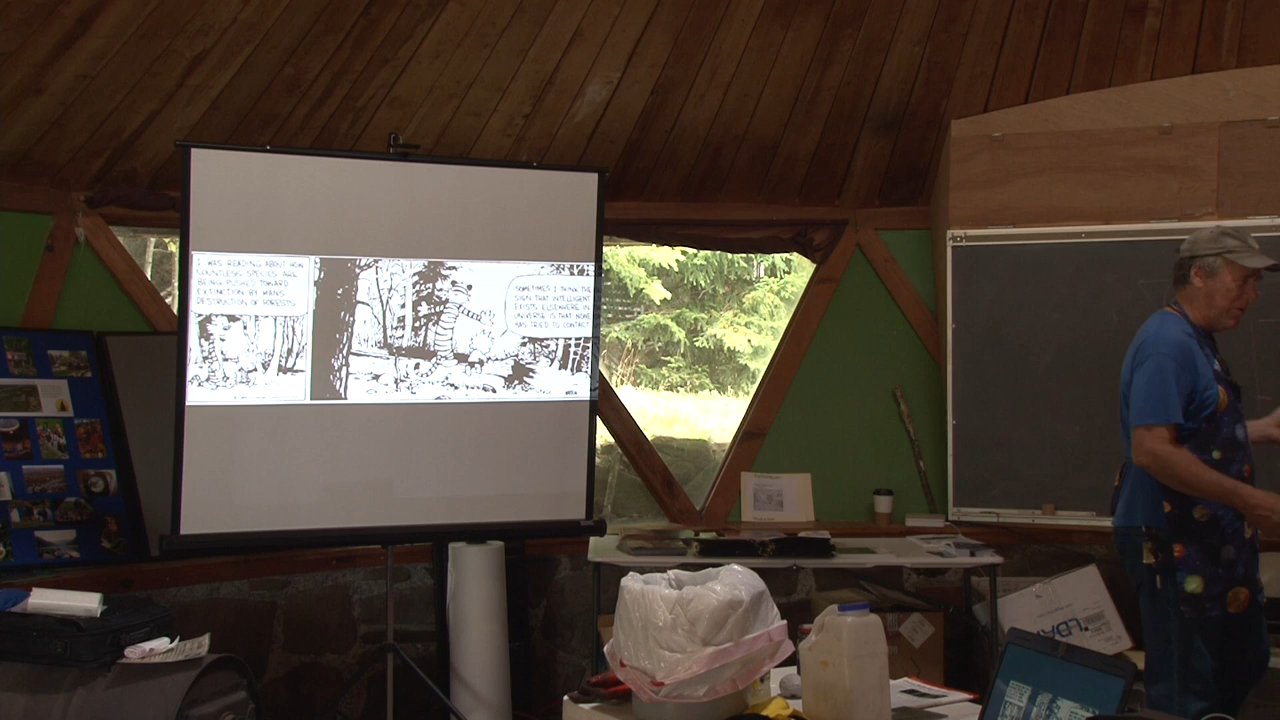 I WAS READING ABOUT HOW
COUNTLESS SPECIES ARE
BEING PUSHED TOWARD
EXTINCTION BY MAN'S
DESTRUCTION OF FORESTS.
SOMETIMES I THINK THE
SIGN THAT INTELLIGENT
EXISTS ELSEWHERE IN
UNIVERSE IS THAT NONE
HAS TRIED TO CONTACT